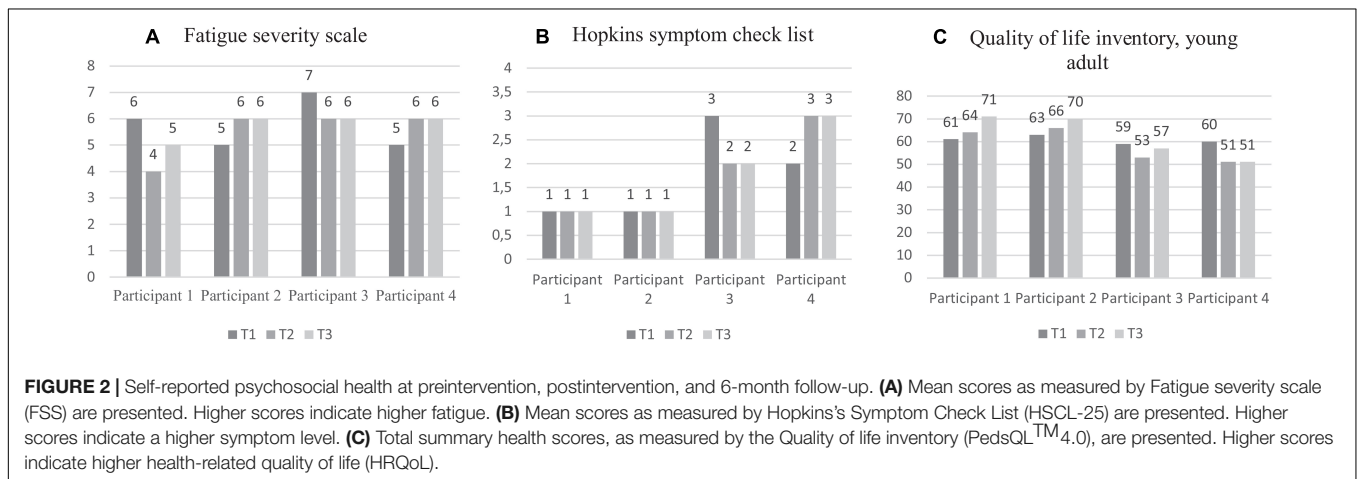 A Fatigue severity scale
8
7
6
5
4
3
2
1
0
6 4 5 5 6 6 7 6 6 5 6 6
Participant 1 Participant 2 Participant 3 Participant 4
T1 T2 T3
B Hopkins symptom check list
4
3,5
3
2,5
2
1,5
1
0,5
0
1 1 1 1 1 1 3 2 2 2 3 3
Participant Participant Participant Participant
1 2 3 4
T1 T2 T3
C Quality of life inventory, young
adult
80
70
60
50
40
30
20
10
0
61 64 71 63 66 70 59 53 57 60 51 51
Participant 1 Participant 2 Participant 3 Participant 4
T1 T2 T3
FIGURE 2 | Self-reported psychosocial health at preintervention, postintervention, and 6-month follow-up. (A) Mean scores as measured by Fatigue severity scale
(FSS) are presented. Higher scores indicate higher fatigue. (B) Mean scores as measured by Hopkins's Symptom Check List (HSCL-25) are presented. Higher
scores indicate a higher symptom level. (C) Total summary health scores, as measured by the Quality of life inventory (PedsQL™4.0), are presented. Higher scores
indicate higher health-related quality of life (HRQoL).